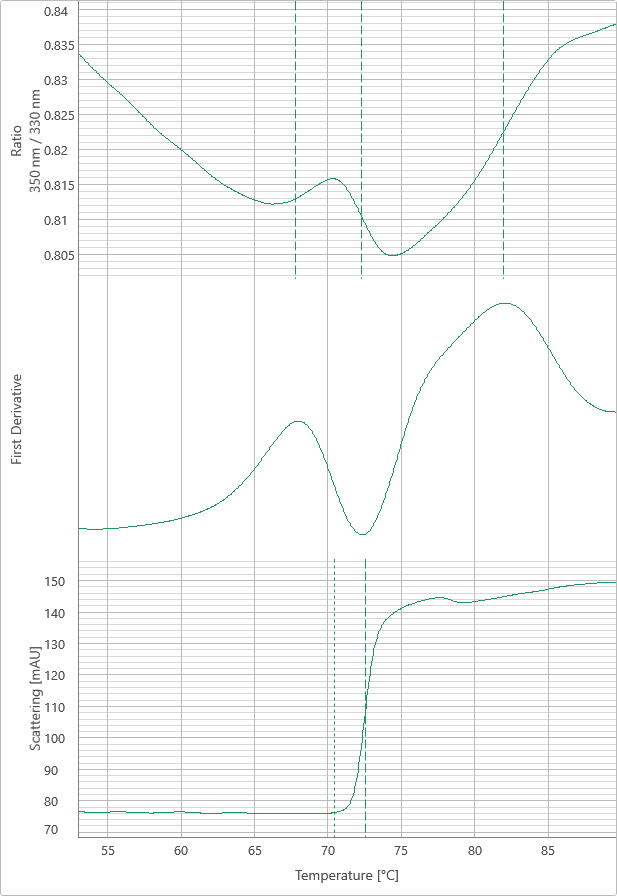 0.84
0.835
0.83
0.825
0.82
0.815
0.81
0.805
Ratio
350 nm / 330 nm
First Derivative
150
140
130
120
110
100
90
80
70
Scattering [mAU]
55 60 65 70 75 80 85
Temperature [°C]